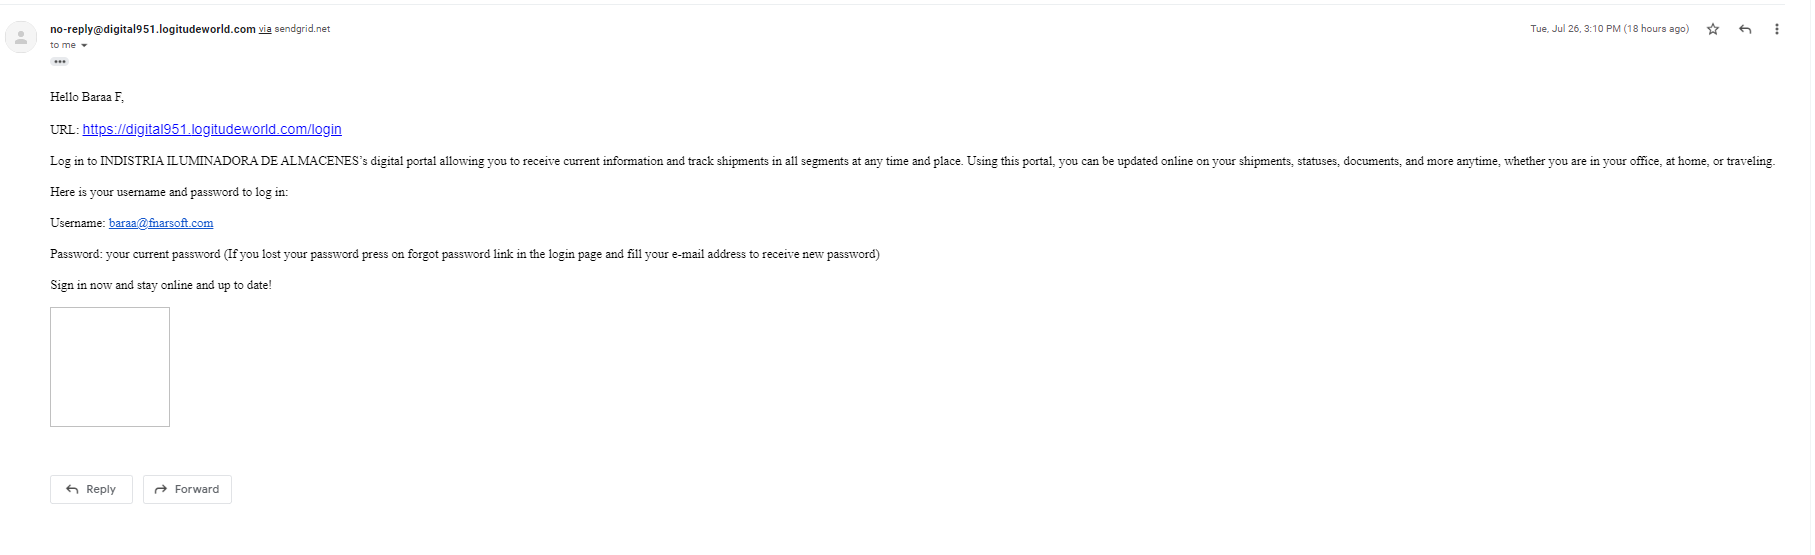 no-reply@digital951.logitudeworld.com via sendgrid.net
Tue, Jul 26, 3:10 PM (18 hours ago)
to me
Hello Baraa F,
URL: https://digital951.logitudeworld.com/login
Log in to INDISTRIA ILUMINADORA DE ALMACENES's digital portal allowing you to receive current information and track shipments in all segments at any time and place. Using this portal, you can be updated online on your shipments, statuses, documents, and more anytime, whether you are in your office, at home, or traveling.
Here is your username and password to log in:
Username: baraa@fnarsoft.com
Password: your current password (If you lost your password press on forgot password link in the login page and fill your e-mail address to receive new password)
Sign in now and stay online and up to date!
Reply Forward